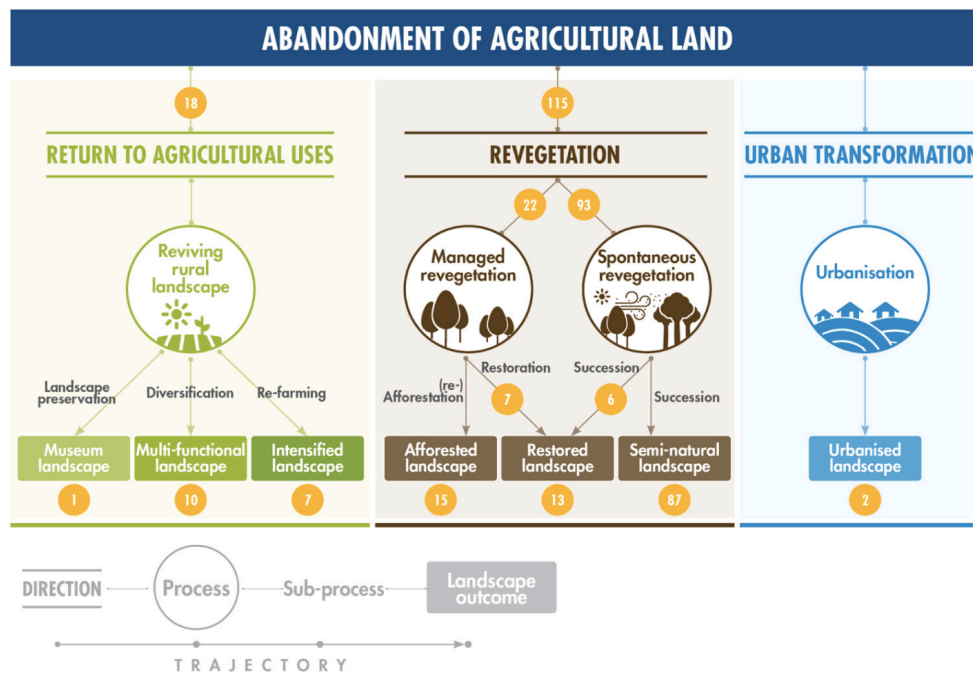 ABANDONMENT OF AGRICULTURAL LAND
18
RETURN TO AGRICULTURAL USES
Reviving
rural
landscape
Landscape
preservation
Diversification
Re-farming
Museum
landscape
Multi-functional
landscape
Intensified
landscape
1
10
7
115
REVEGETATION
22
93
Managed
revegetation
Spontaneous
revegetation
(re-)
Afforestation
Restoration
7
Succession
6
Succession
Afforested
landscape
Restored
landscape
Semi-natural
landscape
15
13
87
URBAN TRANSFORMATION
Urbanisation
Urbanised
landscape
2
DIRECTION
Process
Sub-process
Landscape
outcome
TRAJECTORY